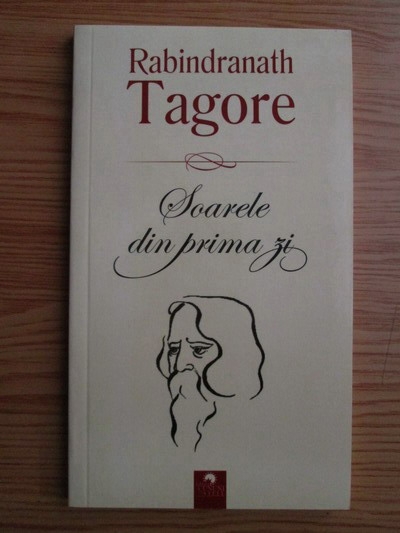 Rabindranath
Tagore
Soarele
din prima zi